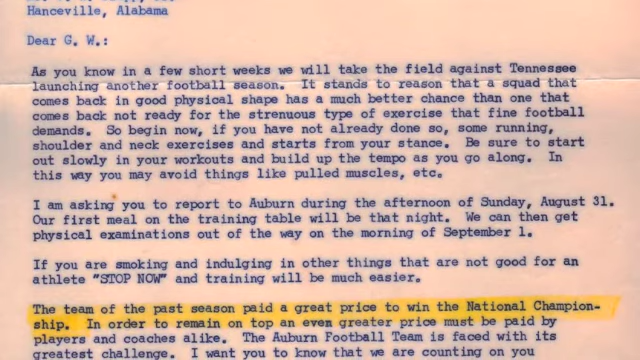 Hanceville, Alabama
Dear G. W.:
As you know in a few short weeks we will take the field against Tennessee
launching another football season. It stands to reason that a squad that
comes back in good physical shape has a much better chance than one that
comes back not ready for the strenuous type of exercise that fine football
demands. So begin now, if you have not already done so, some running,
shoulder and neck exercises and starts from your stance. Be sure to start
out slowly in your workouts and build up the tempo as you go along. In
this way you may avoid things like pulled muscles, etc.
I am asking you to report to Auburn during the afternoon of Sunday, August 31.
Our first meal on the training table will be that night. We can then get
physical examinations out of the way on the morning of September 1.
If you are smoking and indulging in other things that are not good for an
athlete "STOP NOW" and training will be much easier.
The team of the past season paid a great price to win the National Champion-
ship. In order to remain on top an even greater price must be paid by
players and coaches alike. The Auburn Football Team is faced with its
greatest challenge. I want you to know that we are counting on you